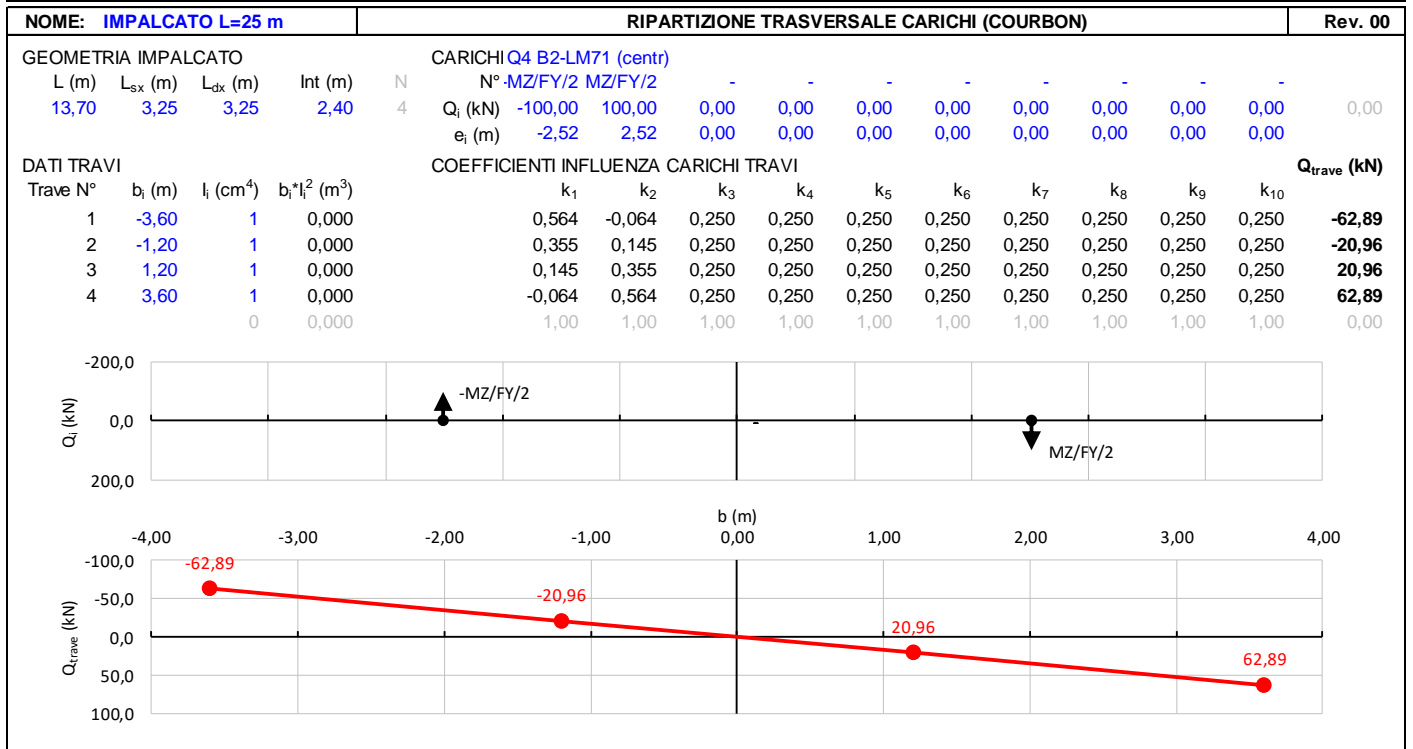 NOME: IMPALCATO L=25 m RIPARTIZIONE TRASVERSALE CARICHI (COURBON) Rev. 00
GEOMETRIA IMPALCATO CARICHI Q4 B2-LM71 (centr)
L (m) Lsx (m) Ldx (m) Int (m) N N° -MZ/FY/2 MZ/FY/2 - - - - - - - -
13,70 3,25 3,25 2,40 4 Qi (kN) -100,00 100,00 0,00 0,00 0,00 0,00 0,00 0,00 0,00 0,00 0,00
ei (m) -2,52 2,52 0,00 0,00 0,00 0,00 0,00 0,00 0,00 0,00
DATI TRAVI COEFFICIENTI INFLUENZA CARICHI TRAVI Qtrave (kN)
Trave N° bi (m) Ii (cm4) bi*Ii2 (m3) k1 k2 k3 k4 k5 k6 k7 k8 k9 k10
1 -3,60 1 0,000 0,564 -0,064 0,250 0,250 0,250 0,250 0,250 0,250 0,250 0,250 -62,89
2 -1,20 1 0,000 0,355 0,145 0,250 0,250 0,250 0,250 0,250 0,250 0,250 0,250 -20,96
3 1,20 1 0,000 0,145 0,355 0,250 0,250 0,250 0,250 0,250 0,250 0,250 0,250 20,96
4 3,60 1 0,000 -0,064 0,564 0,250 0,250 0,250 0,250 0,250 0,250 0,250 0,250 62,89
0 0,000 1,00 1,00 1,00 1,00 1,00 1,00 1,00 1,00 1,00 1,00 0,00
-200,0
-MZ/FY/2
0,0
-
Qi (kN)
MZ/FY/2
200,0
b (m)
-4,00 -3,00 -2,00 -1,00 0,00 1,00 2,00 3,00 4,00
-100,0
-62,89
-50,0
-20,96
0,0
20,96
Qtrave (kN)
62,89
50,0
100,0